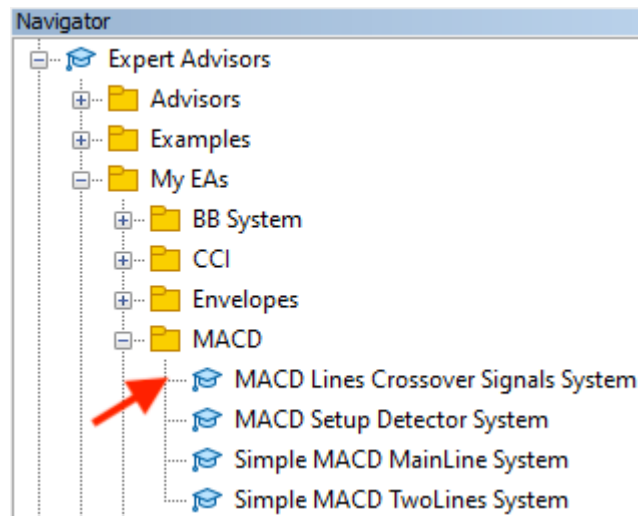 Navigator
Expert Advisors
Advisors
Examples
My EAs
BB System
CCI
Envelopes
MACD
MACD Lines Crossover Signals System
MACD Setup Detector System
Simple MACD MainLine System
Simple MACD TwoLines System